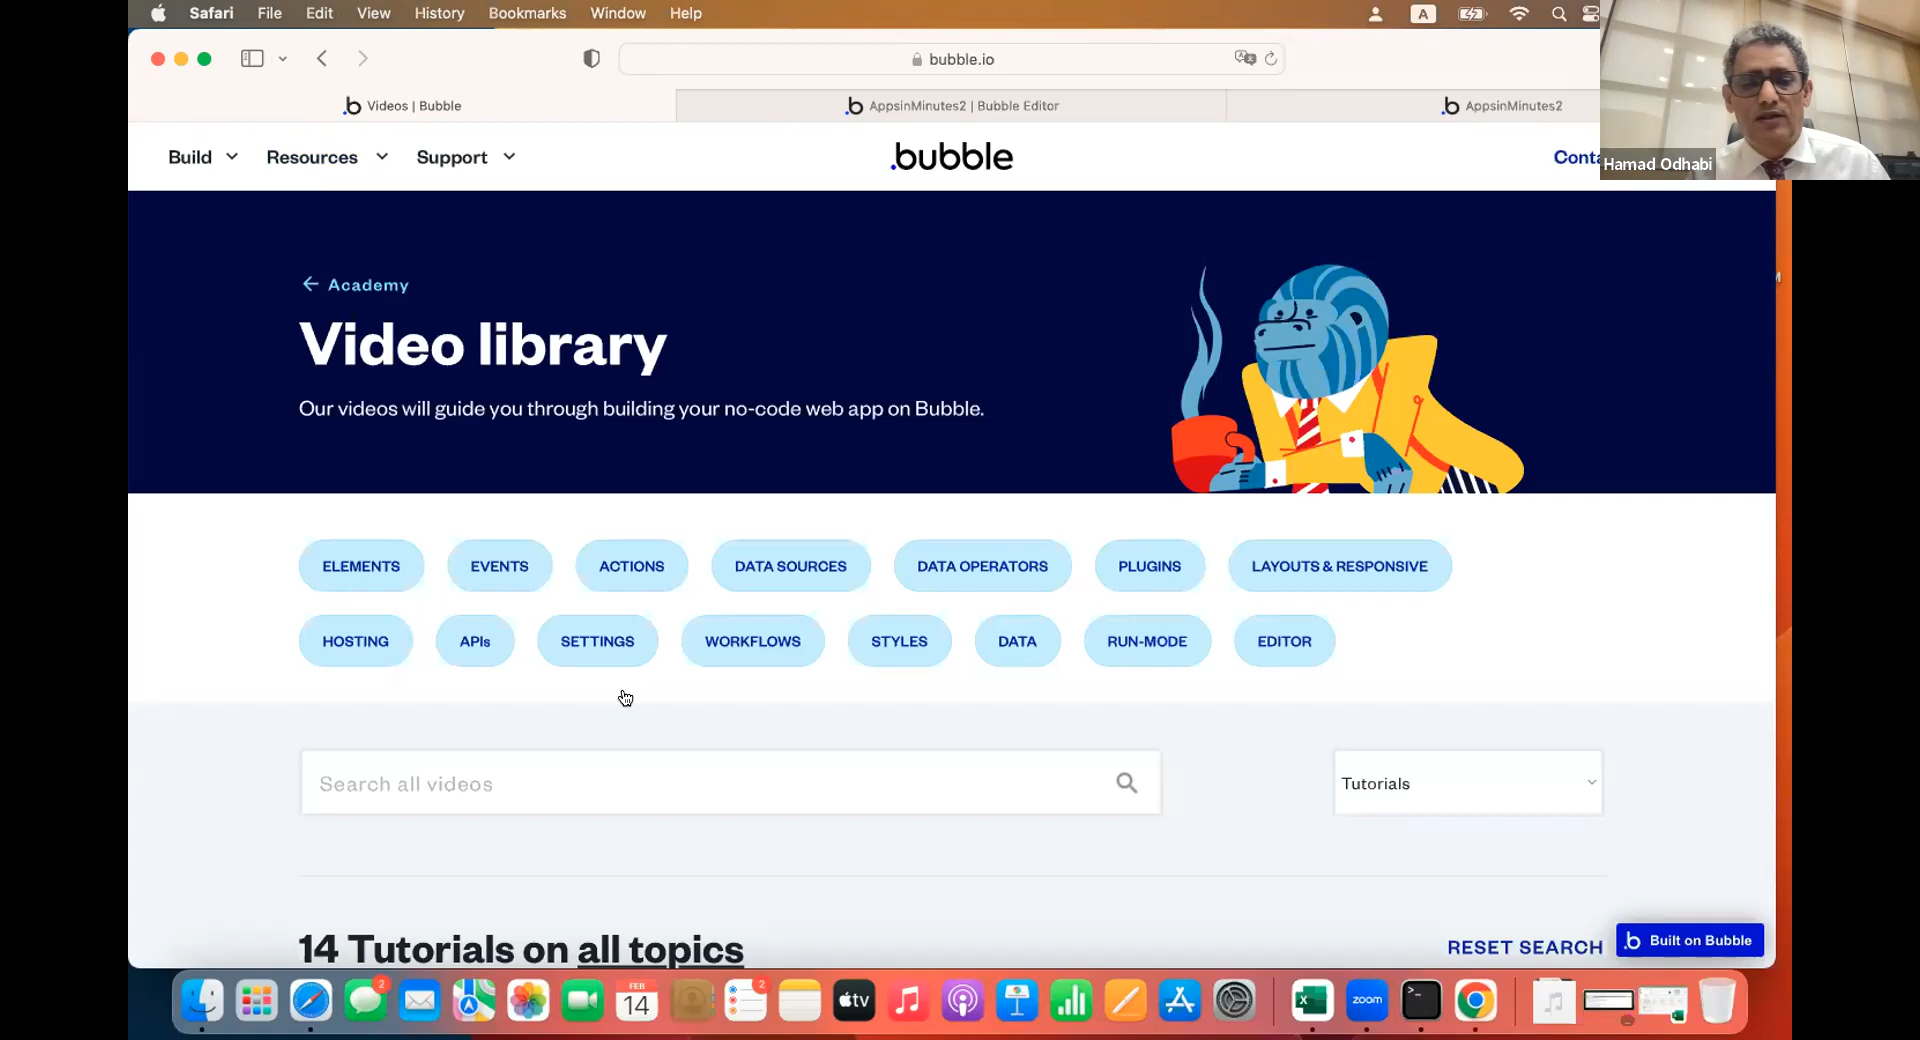 Safari File Edit View History Bookmarks Window Help
A
bubble.io
Videos | Bubble
AppsinMinutes2 | Bubble Editor
AppsinMinutes2
Hamad Odhabi
Build Resources Support
.bubble
Conta
Academy
Video library
Our videos will guide you through building your no-code web app on Bubble.
ELEMENTS EVENTS ACTIONS DATA SOURCES DATA OPERATORS PLUGINS LAYOUTS & RESPONSIVE
HOSTING APIs SETTINGS WORKFLOWS STYLES DATA RUN-MODE EDITOR
Search all videos
Tutorials
14 Tutorials on all topics
RESET SEARCH
Built on Bubble
2
FEB
14
2
tv
X
zoom